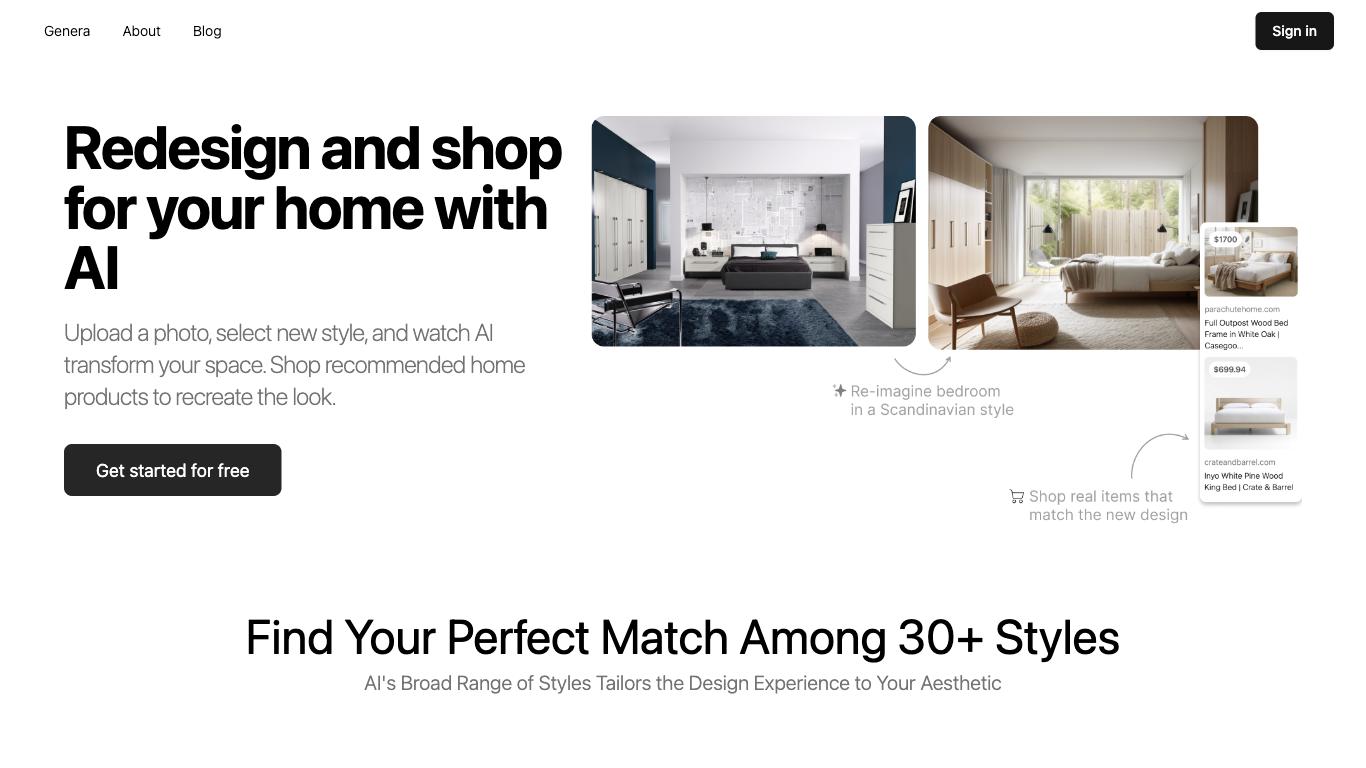 Genera
About
Blog
Sign in
Redesign and shop
for your home with
AI
Upload a photo, select new style, and watch AI
transform your space. Shop recommended home
products to recreate the look.
Get started for free
Re-imagine bedroom
in a Scandinavian style
Shop real items that
match the new design
$1700
parachutehome.com
Full Outpost Wood Bed
Frame in White Oak |
Casegoo...
$699.94
crateandbarrel.com
Inyo White Pine Wood
King Bed | Crate & Barrel
Find Your Perfect Match Among 30+ Styles
AI's Broad Range of Styles Tailors the Design Experience to Your Aesthetic